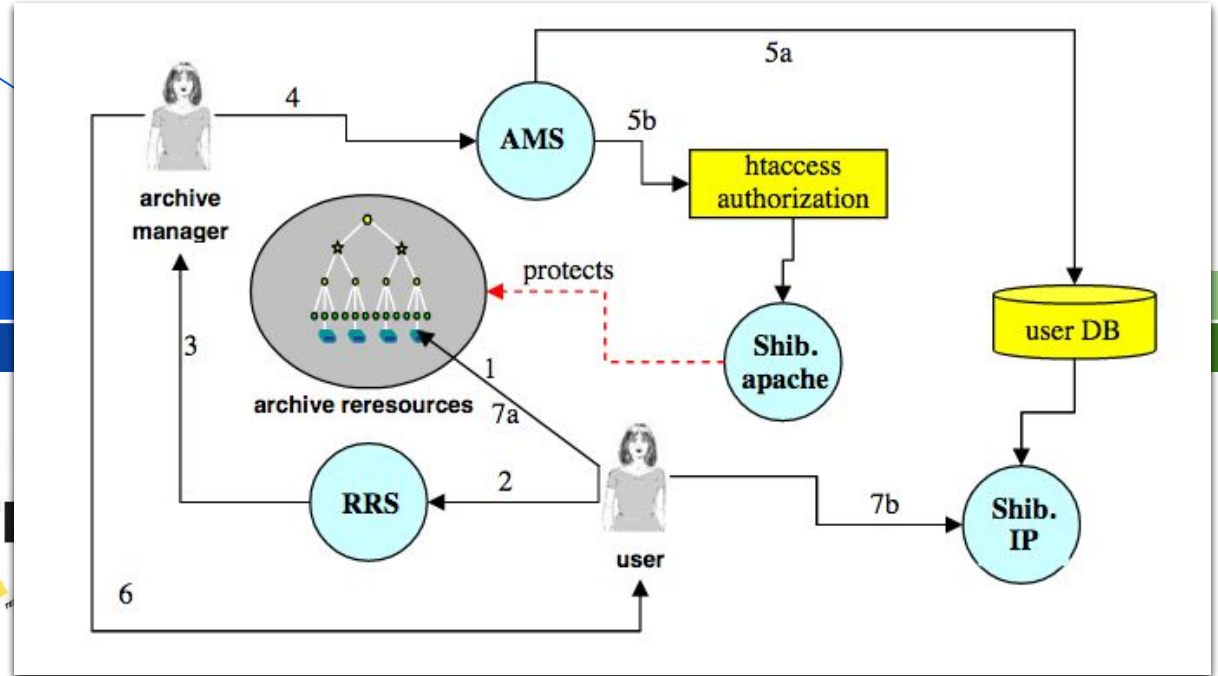 5a
4
AMS
5b
htaccess
authorization
archive
manager
protects
3
user DB
Shib.
apache
1
archive reresources
7a
RRS
2
7b
Shib.
IP
user
6